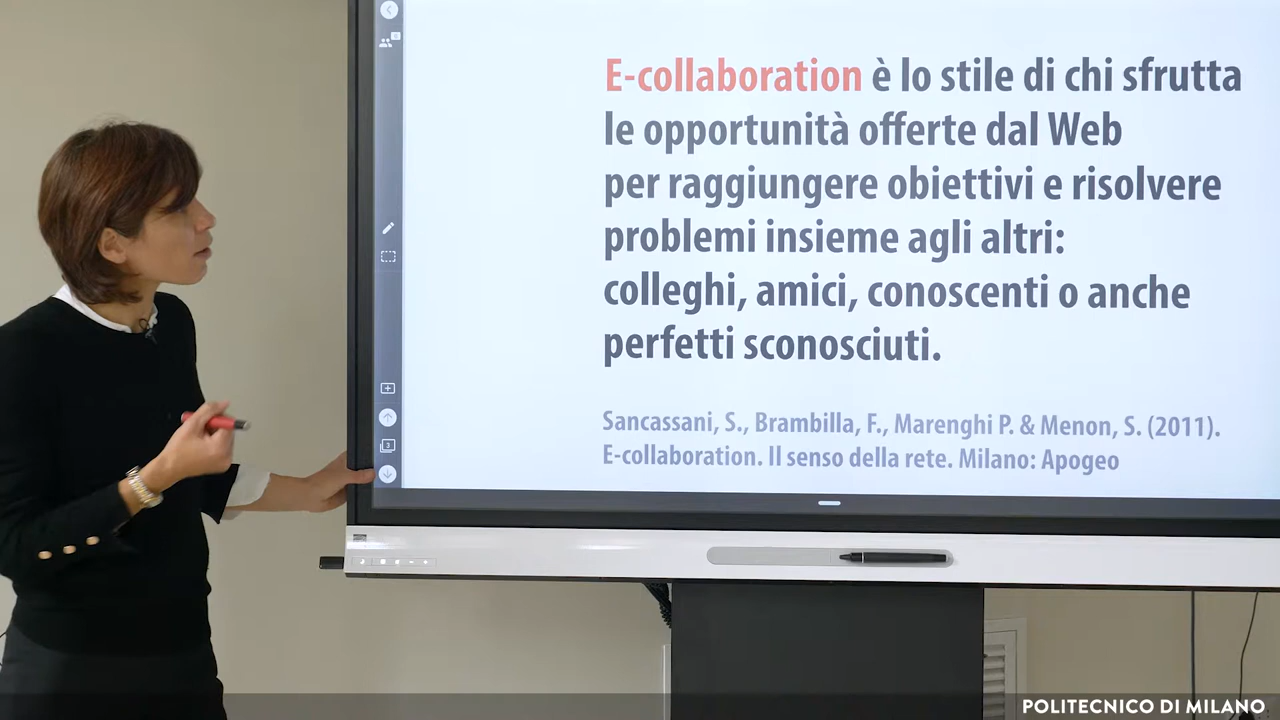 E-collaboration è lo stile di chi sfrutta
le opportunità offerte dal Web
per raggiungere obiettivi e risolvere
problemi insieme agli altri:
colleghi, amici, conoscenti o anche
perfetti sconosciuti.
Sancassani, S., Brambilla, F., Marenghi P. & Menon, S. (2011).
E-collaboration. Il senso della rete. Milano: Apogeo
3
POLITECNICO DI MILANO